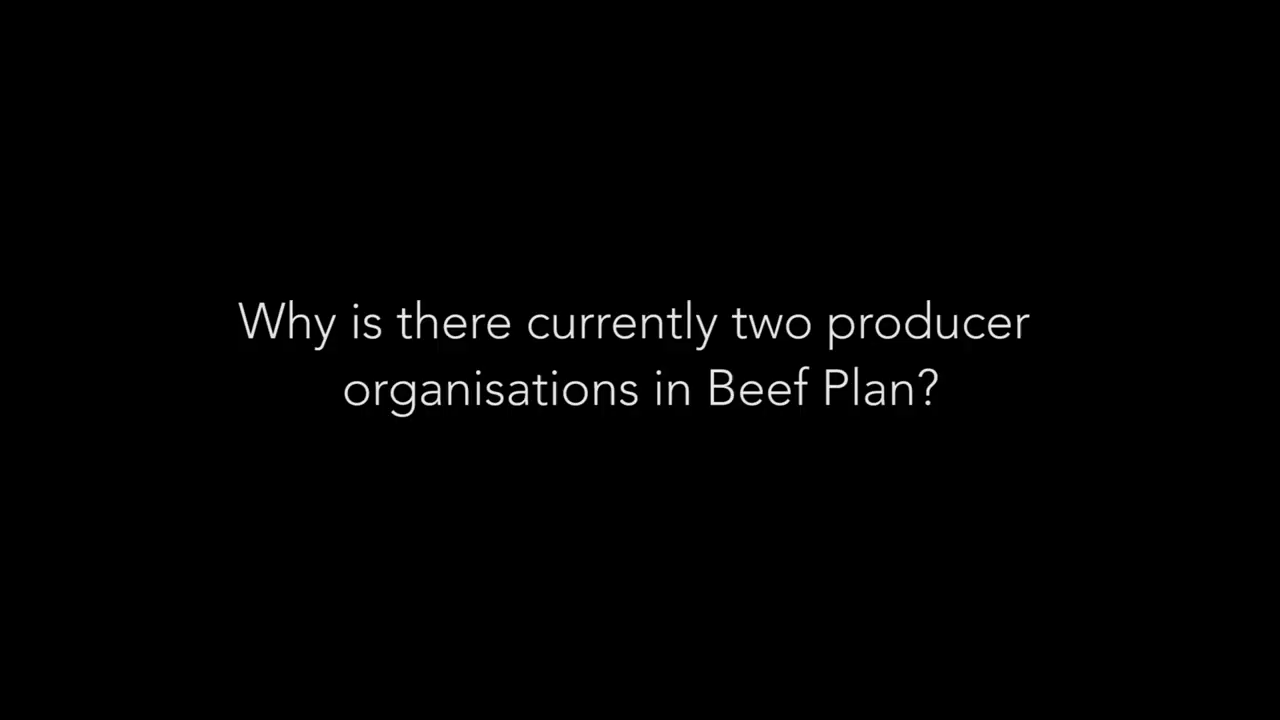 Why is there currently two producer
organisations in Beef Plan?